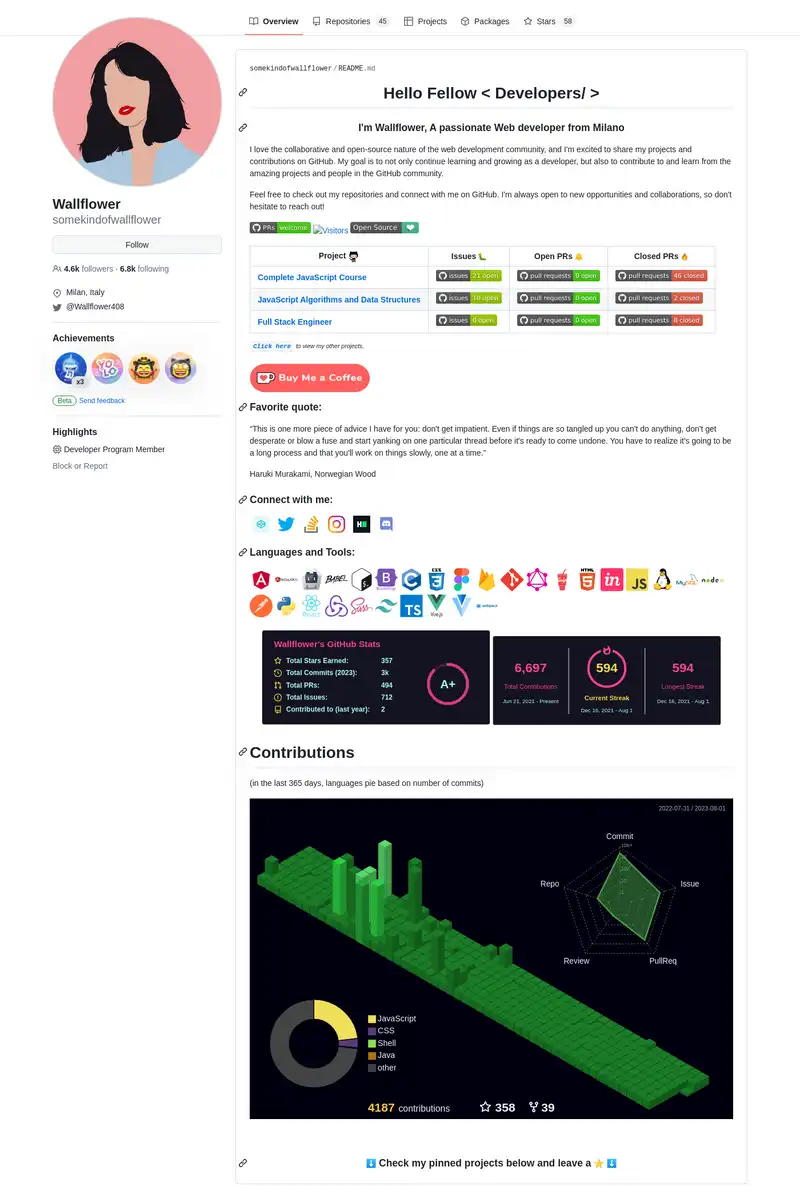 Overview Repositories 45 Projects Packages Stars 58
Wallflower
somekindofwallflower
Follow
4.6k followers · 6.8k following
Milan, Italy
@Wallflower408
Achievements
YO LO
x3
Beta Send feedback
Highlights
Developer Program Member
Block or Report
somekindofwallflower / README.md
Hello Fellow < Developers/ >
I'm Wallflower, A passionate Web developer from Milano
I love the collaborative and open-source nature of the web development community, and I'm excited to share my projects and
contributions on GitHub. My goal is to not only continue learning and growing as a developer, but also to contribute to and learn from the
amazing projects and people in the GitHub community.
Feel free to check out my repositories and connect with me on GitHub. I'm always open to new opportunities and collaborations, so don't
hesitate to reach out!
PRs welcome Visitors Open Source
Project Issues Open PRs Closed PRs
Complete JavaScript Course issues 21 open pull requests 0 open pull requests 46 closed
JavaScript Algorithms and Data Structures issues 10 open pull requests 0 open pull requests 2 closed
Full Stack Engineer issues 0 open pull requests 0 open pull requests 8 closed
Click here to view my other projects.
Buy Me a Coffee
Favorite quote:
"This is one more piece of advice I have for you: don't get impatient. Even if things are so tangled up you can't do anything, don't get
desperate or blow a fuse and start yanking on one particular thread before it's ready to come undone. You have to realize it's going to be
a long process and that you'll work on things slowly, one at a time."
Haruki Murakami, Norwegian Wood
Connect with me:
Languages and Tools:
BABEL B C CSS HTML in JS MySQL node
React Sass TS Vue.js webpack
Wallflower's GitHub Stats
Total Stars Earned: 357
Total Commits (2023): 3k
Total PRs: 494
Total Issues: 712
Contributed to (last year): 2
A+
6,697
Total Contributions
Jun 21, 2021 - Present
594
Current Streak
Dec 16, 2021 - Aug 1
594
Longest Streak
Dec 16, 2021 - Aug 1
Contributions
(in the last 365 days, languages pie based on number of commits)
2022-07-31 / 2023-08-01
Commit
Repo
Issue
Review
PullReq
JavaScript
CSS
Shell
Java
other
4187 contributions 358 39
Check my pinned projects below and leave a